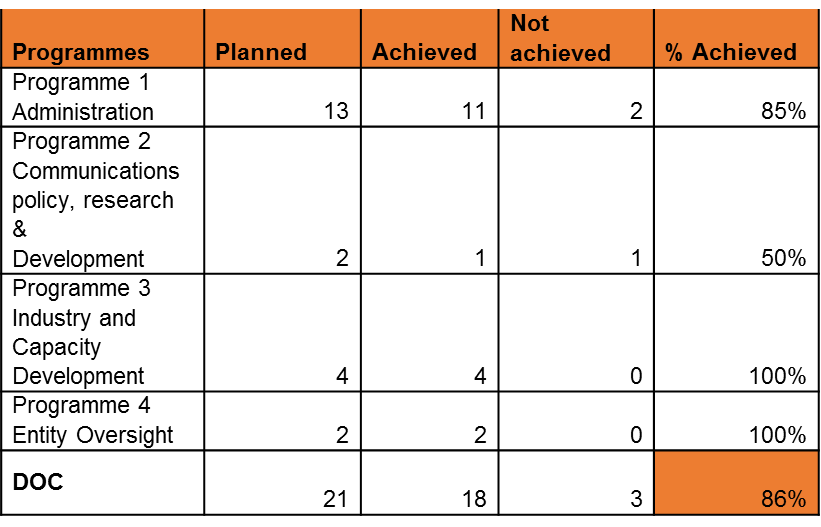 Programmes Planned Achieved Not achieved % Achieved
Programme 1
Administration 13 11 2 85%
Programme 2
Communications
policy, research
&
Development 2 1 1 50%
Programme 3
Industry and
Capacity
Development 4 4 0 100%
Programme 4
Entity Oversight 2 2 0 100%
DOC 21 18 3 86%